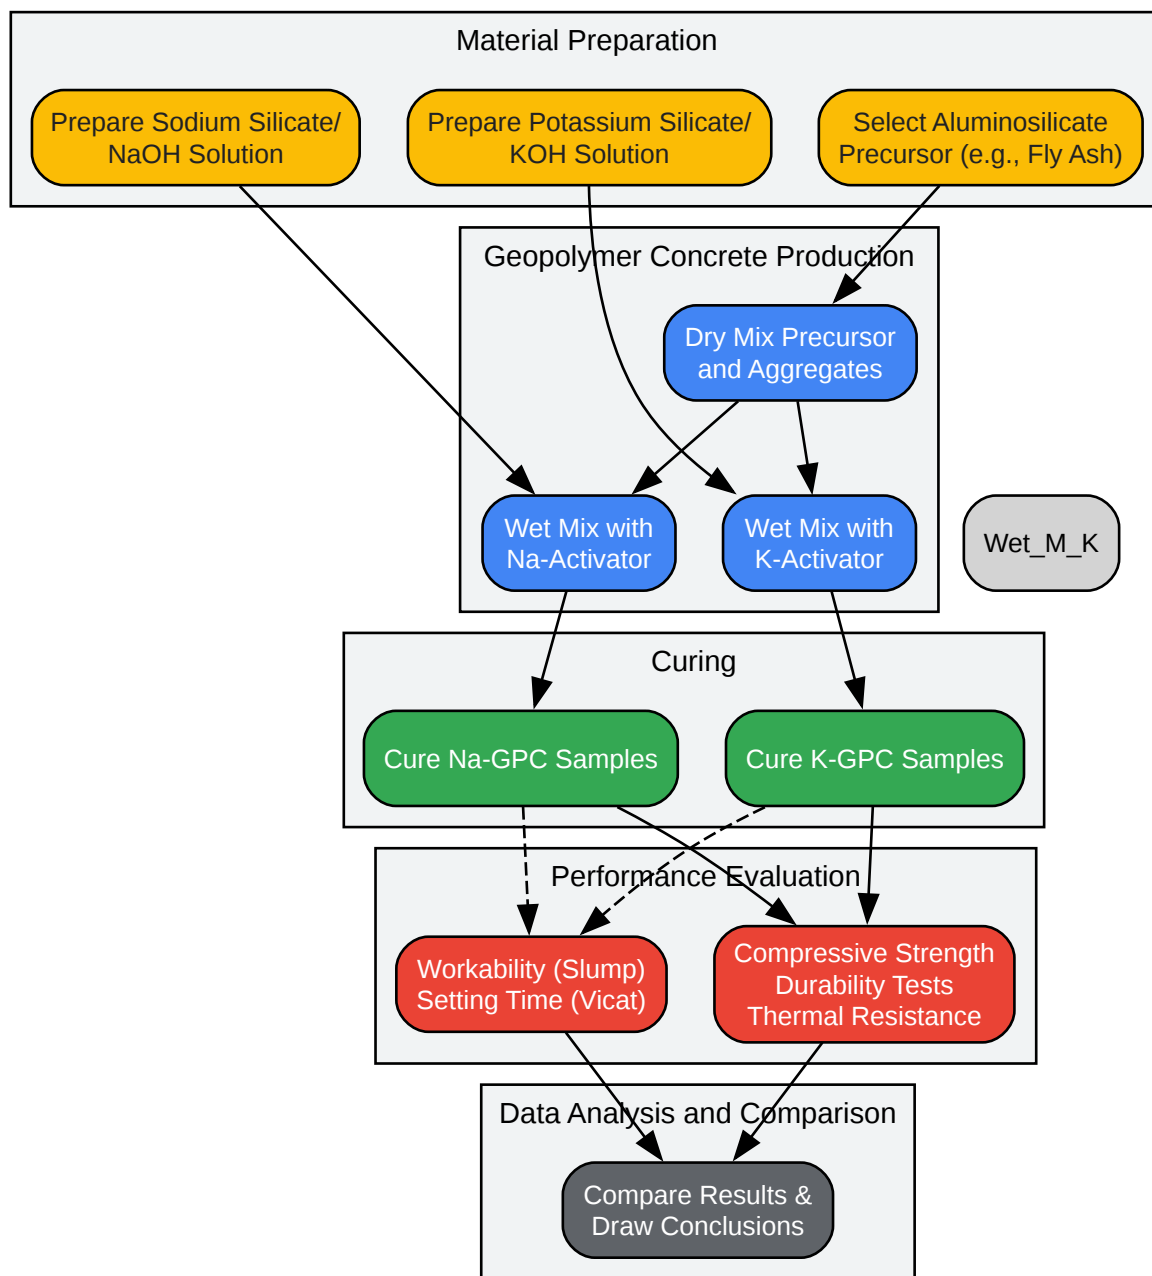 Material Preparation
Prepare Sodium Silicate/
NaOH Solution
Prepare Potassium Silicate/
KOH Solution
Select Aluminosilicate
Precursor (e.g., Fly Ash)
Geopolymer Concrete Production
Dry Mix Precursor
and Aggregates
Wet Mix with
Na-Activator
Wet Mix with
K-Activator
Wet_M_K
Curing
Cure Na-GPC Samples
Cure K-GPC Samples
Performance Evaluation
Workability (Slump)
Setting Time (Vicat)
Compressive Strength
Durability Tests
Thermal Resistance
Data Analysis and Comparison
Compare Results &
Draw Conclusions